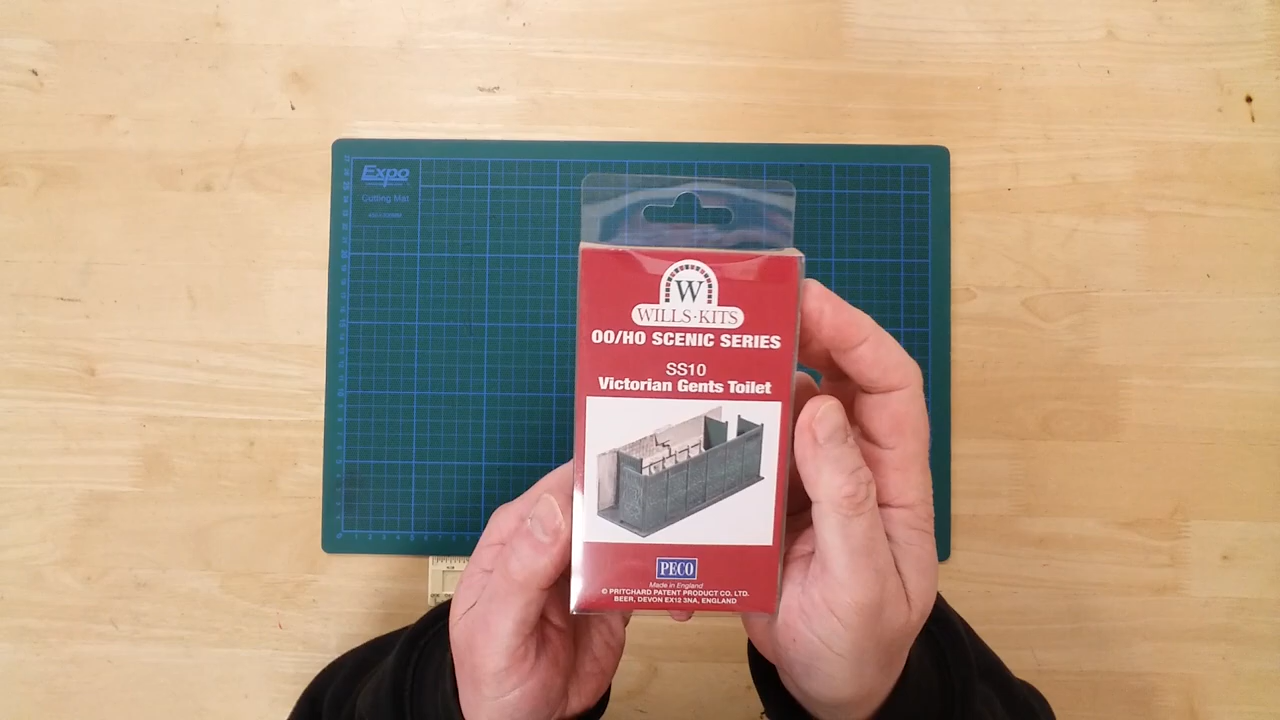 Expo
Cutting Mat
W
WILLS·KITS
OO/HO SCENIC SERIES
SS10
Victorian Gents Toilet
PECO
Made in England
© PRITCHARD PATENT PRODUCT CO. LTD.
BEER, DEVON EX12 3NA, ENGLAND